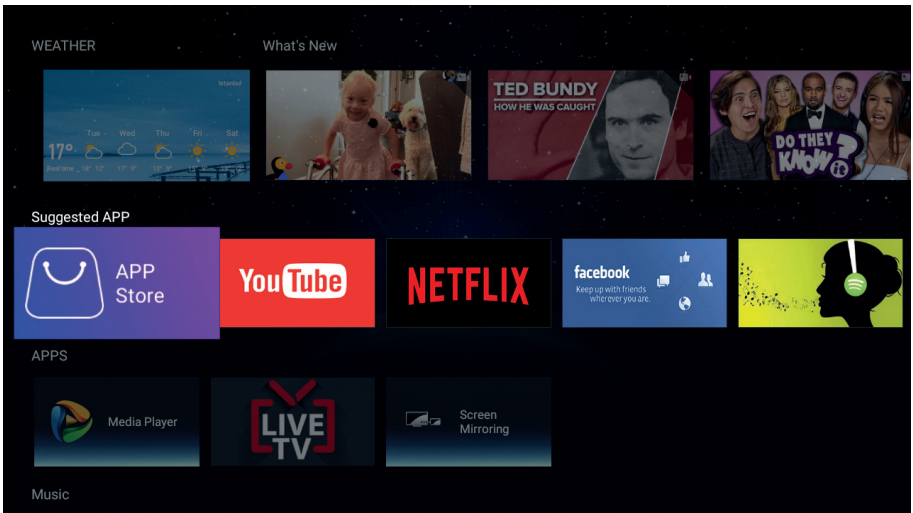 WEATHER
What's New
Istanbul
Tue
Wed
Thu
Fri
Sat
17°
TED BUNDY
HOW HE WAS CAUGHT
DO THEY
KNOW
it
?
Suggested APP
APP
Store
YouTube
NETFLIX
facebook
Keep up with friends
wherever you are.
APPS
Media Player
LIVE
TV
Screen
Mirroring
Music